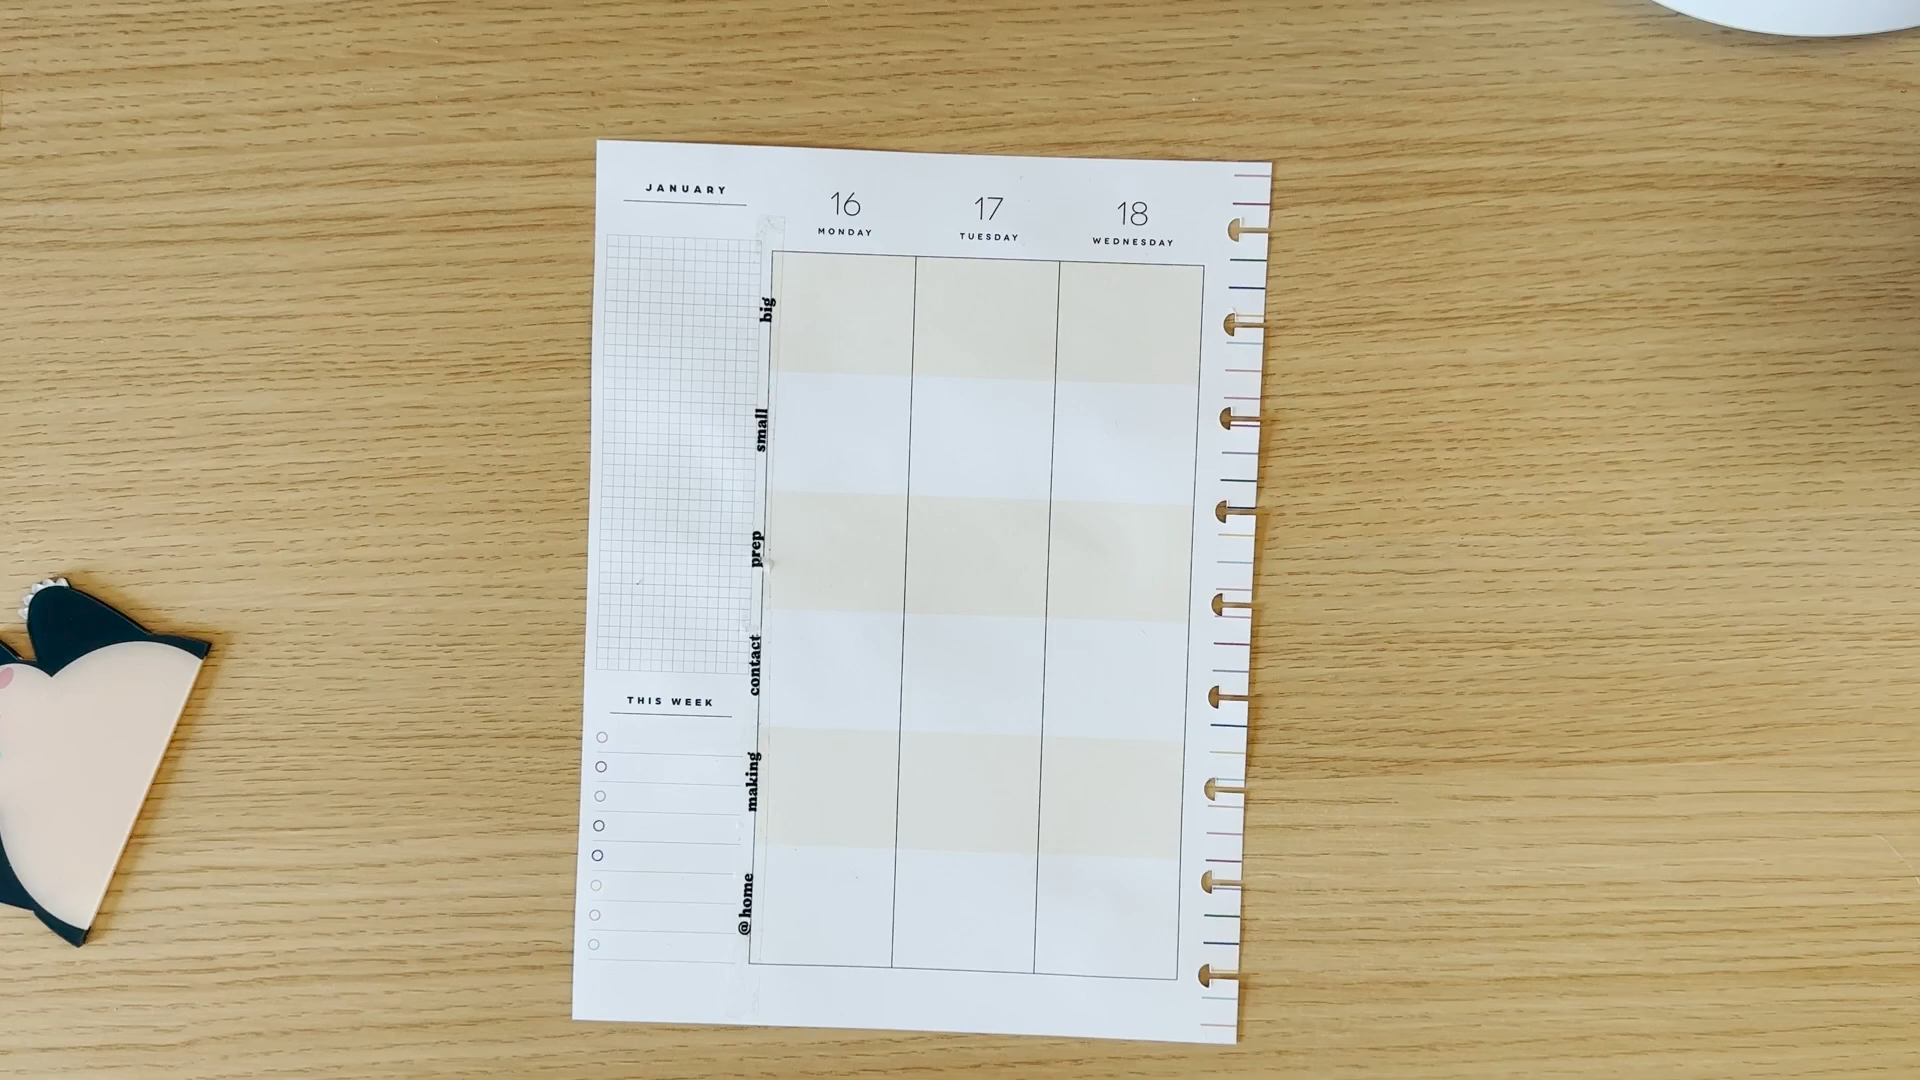 JANUARY
16
MONDAY
17
TUESDAY
18
WEDNESDAY
big
small
prep
contact
making
@home
THIS WEEK